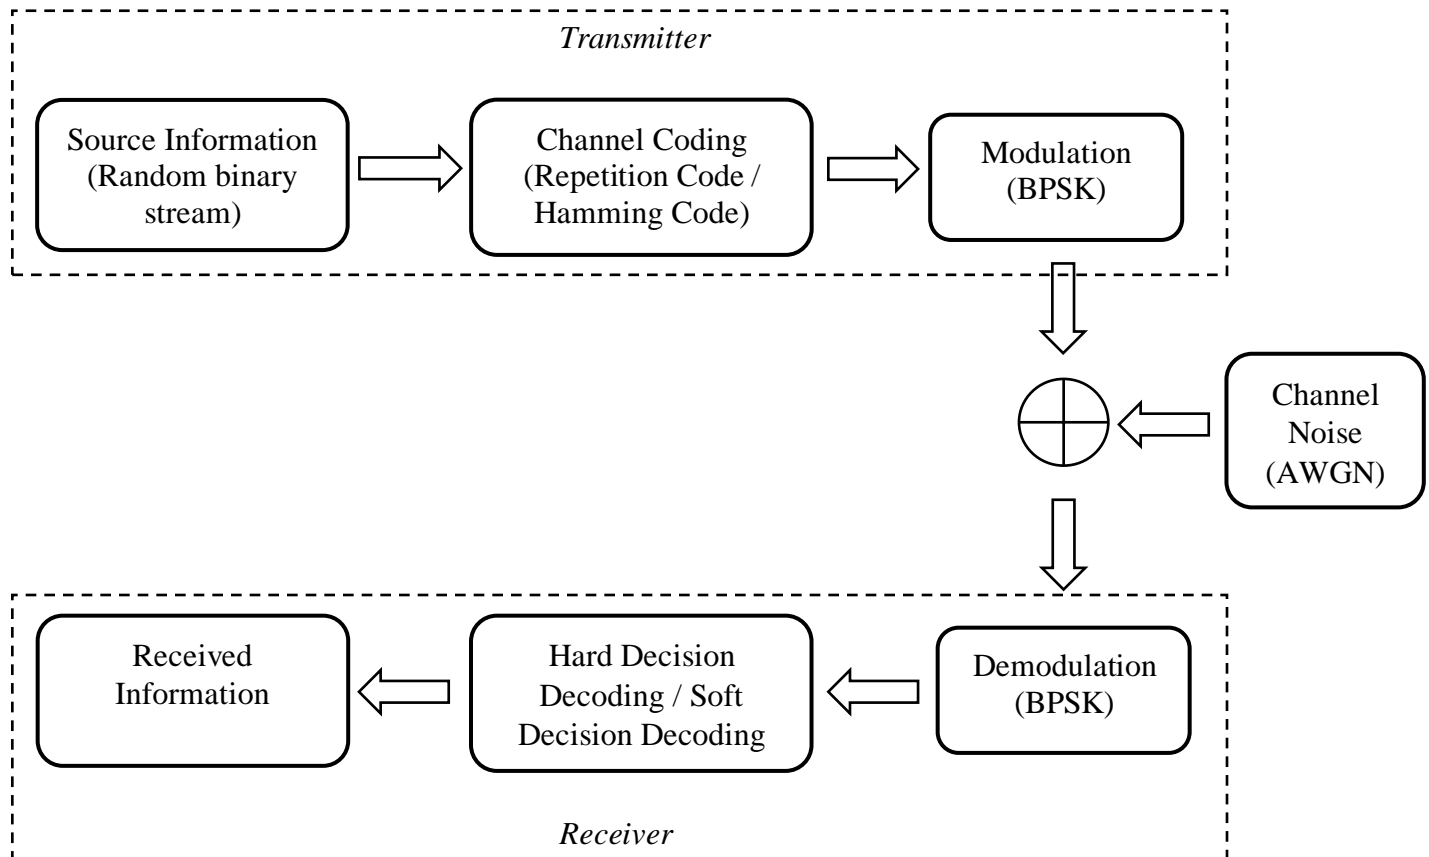 Transmitter
Source Information
(Random binary
stream)
Channel Coding
(Repetition Code /
Hamming Code)
Modulation
(BPSK)
Channel
Noise
(AWGN)
Demodulation
(BPSK)
Hard Decision
Decoding / Soft
Decision Decoding
Received
Information
Receiver